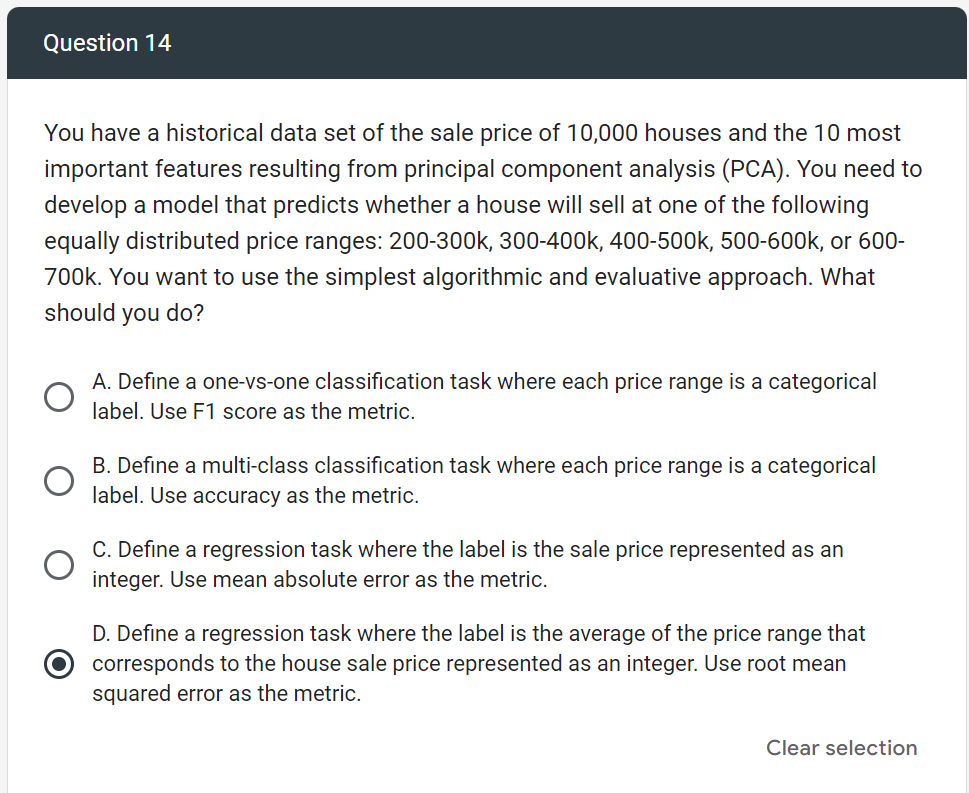 Question 14
You have a historical data set of the sale price of 10,000 houses and the 10 most
important features resulting from principal component analysis (PCA). You need to
develop a model that predicts whether a house will sell at one of the following
equally distributed price ranges: 200-300k, 300-400k, 400-500k, 500-600k, or 600-
700k. You want to use the simplest algorithmic and evaluative approach. What
should you do?
A. Define a one-vs-one classification task where each price range is a categorical
label. Use F1 score as the metric.
B. Define a multi-class classification task where each price range is a categorical
label. Use accuracy as the metric.
C. Define a regression task where the label is the sale price represented as an
integer. Use mean absolute error as the metric.
D. Define a regression task where the label is the average of the price range that
corresponds to the house sale price represented as an integer. Use root mean
squared error as the metric.
Clear selection